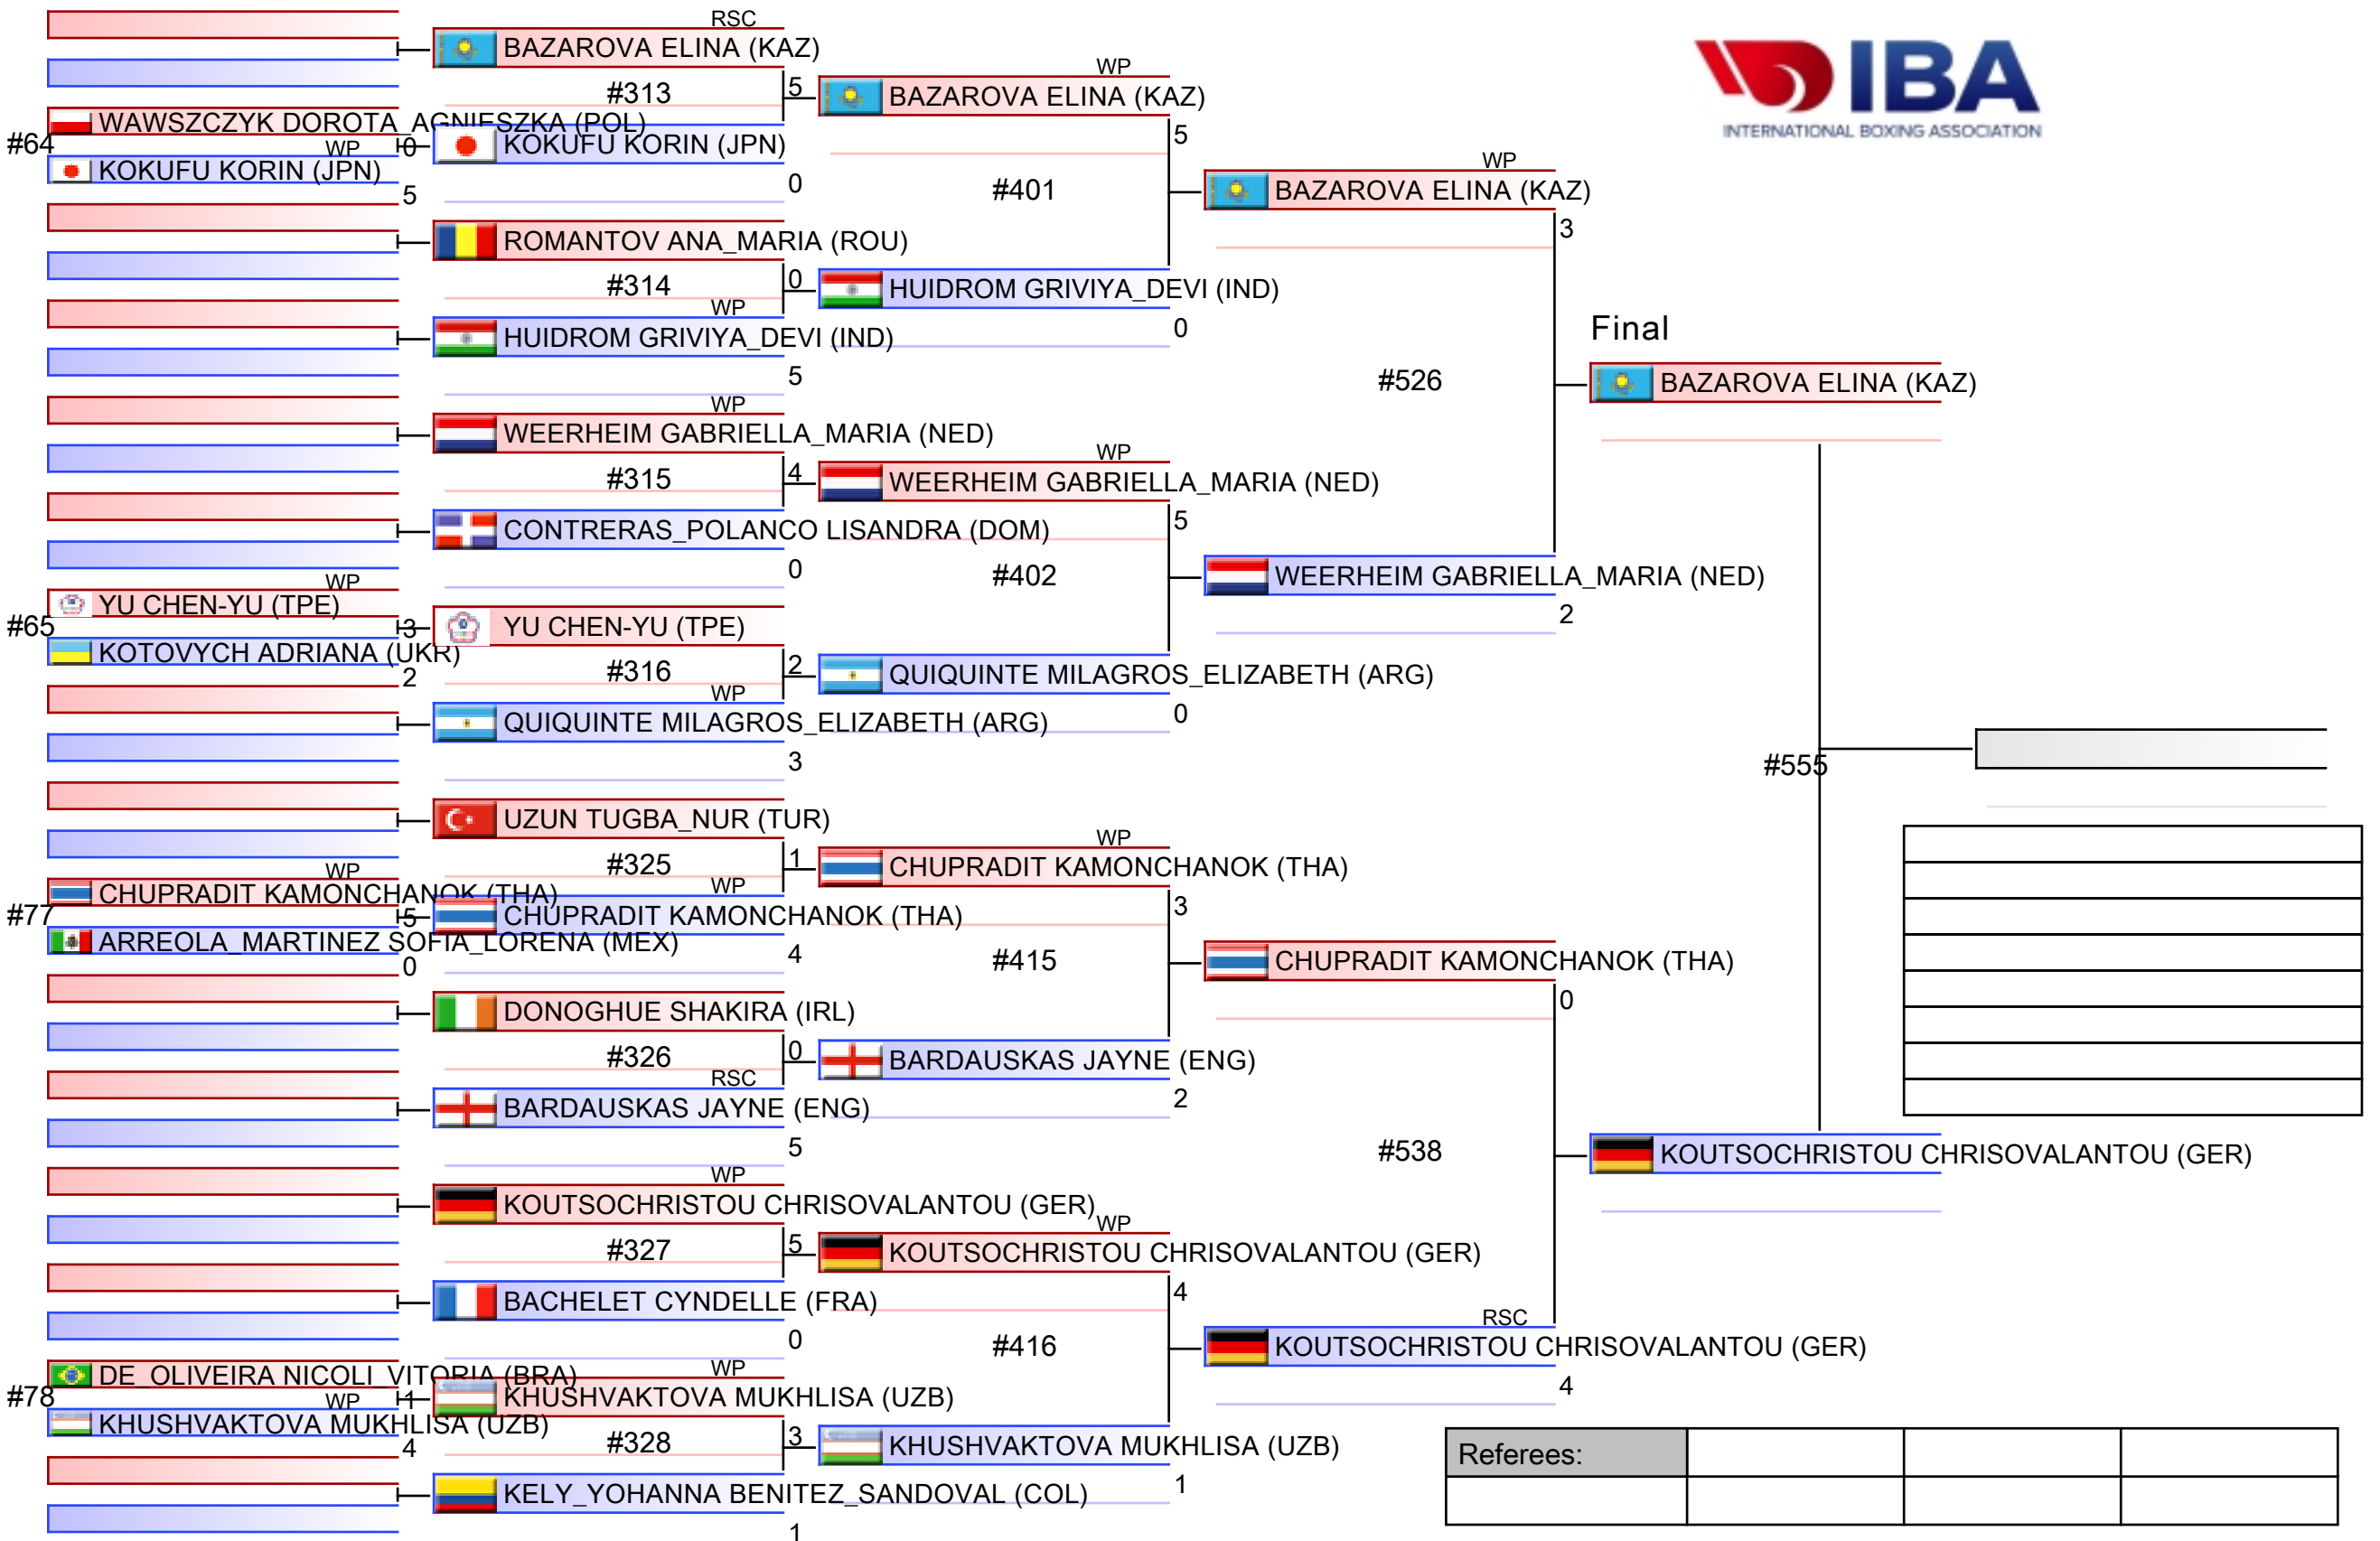 RSC
BAZAROVA ELINA (KAZ)
#313
5
WAWSZCZYK DOROTA_AGNIESZKA (POL)
#64
WP
0
KOKUFU KORIN (JPN)
5
KOKUFU KORIN (JPN)
0
WP
BAZAROVA ELINA (KAZ)
5
#401
ROMANTOV ANA_MARIA (ROU)
#314
0
WP
HUIDROM GRIVIYA_DEVI (IND)
5
HUIDROM GRIVIYA_DEVI (IND)
0
WP
BAZAROVA ELINA (KAZ)
3
#526
WP
WEERHEIM GABRIELLA_MARIA (NED)
#315
4
CONTRERAS_POLANCO LISANDRA (DOM)
0
WP
WEERHEIM GABRIELLA_MARIA (NED)
5
#402
WP
YU CHEN-YU (TPE)
#65
3
KOTOVYCH ADRIANA (UKR)
2
YU CHEN-YU (TPE)
#316
2
WP
QUIQUINTE MILAGROS_ELIZABETH (ARG)
3
QUIQUINTE MILAGROS_ELIZABETH (ARG)
0
WEERHEIM GABRIELLA_MARIA (NED)
2
IBA
INTERNATIONAL BOXING ASSOCIATION
Final
BAZAROVA ELINA (KAZ)
#555
UZUN TUGBA_NUR (TUR)
#325
1
WP
CHUPRADIT KAMONCHANOK (THA)
#77
5
ARREOLA_MARTINEZ SOFIA_LORENA (MEX)
0
WP
CHUPRADIT KAMONCHANOK (THA)
4
WP
CHUPRADIT KAMONCHANOK (THA)
3
#415
DONOGHUE SHAKIRA (IRL)
#326
0
RSC
BARDAUSKAS JAYNE (ENG)
5
BARDAUSKAS JAYNE (ENG)
2
CHUPRADIT KAMONCHANOK (THA)
0
#538
WP
KOUTSOCHRISTOU CHRISOVALANTOU (GER)
#327
5
BACHELET CYNDELLE (FRA)
0
WP
KOUTSOCHRISTOU CHRISOVALANTOU (GER)
4
#416
DE_OLIVEIRA NICOLI_VITORIA (BRA)
#78
WP
1
KHUSHVAKTOVA MUKHLISA (UZB)
4
WP
KHUSHVAKTOVA MUKHLISA (UZB)
#328
3
KELY_YOHANNA BENITEZ_SANDOVAL (COL)
1
KHUSHVAKTOVA MUKHLISA (UZB)
1
RSC
KOUTSOCHRISTOU CHRISOVALANTOU (GER)
4
KOUTSOCHRISTOU CHRISOVALANTOU (GER)
Referees: